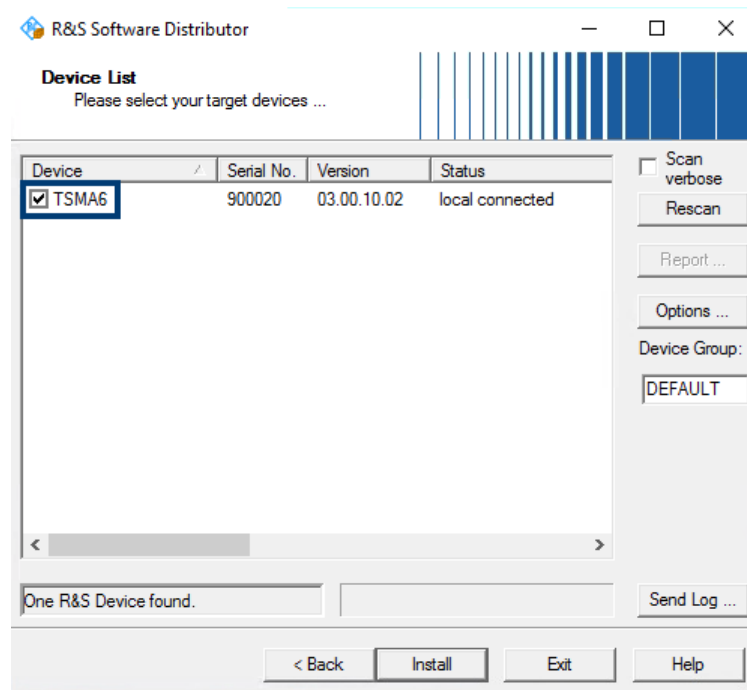 R&S Software Distributor
Device List
Please select your target devices ...
Device Serial No. Version Status
TSMA6 900020 03.00.10.02 local connected
Scan
verbose
Rescan
Report ...
Options ...
Device Group:
DEFAULT
One R&S Device found.
Send Log ...
< Back Install Exit Help